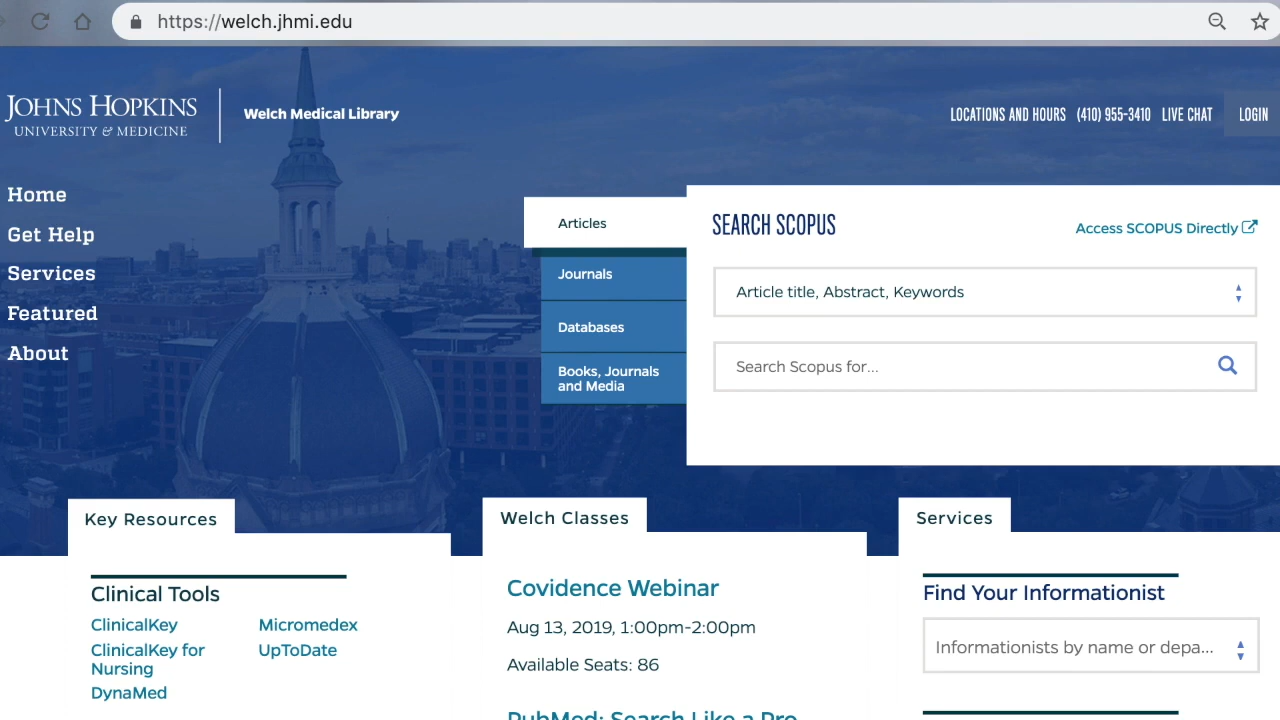 https://welch.jhmi.edu
JOHNS HOPKINS
UNIVERSITY & MEDICINE
Welch Medical Library
LOCATIONS AND HOURS (410) 955-3410 LIVE CHAT LOGIN
Home
Get Help
Services
Featured
About
Articles
Journals
Databases
Books, Journals
and Media
SEARCH SCOPUS
Access SCOPUS Directly
Article title, Abstract, Keywords
Search Scopus for...
Key Resources
Clinical Tools
ClinicalKey
ClinicalKey for
Nursing
DynaMed
Micromedex
UpToDate
Welch Classes
Covidence Webinar
Aug 13, 2019, 1:00pm-2:00pm
Available Seats: 86
PubMed: Search Like a Pro
Services
Find Your Informationist
Informationists by name or depa...